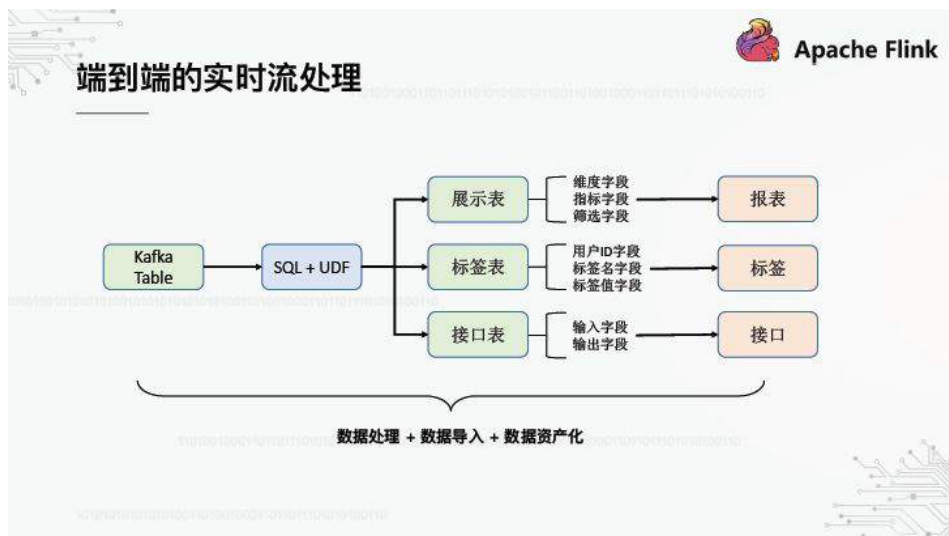 Apache Flink
端到端的实时流处理
Kafka
Table
SQL + UDF
展示表
维度字段
指标字段
筛选字段
报表
标签表
用户ID字段
标签名字段
标签值字段
标签
接口表
输入字段
输出字段
接口
数据处理 + 数据导入 + 数据资产化